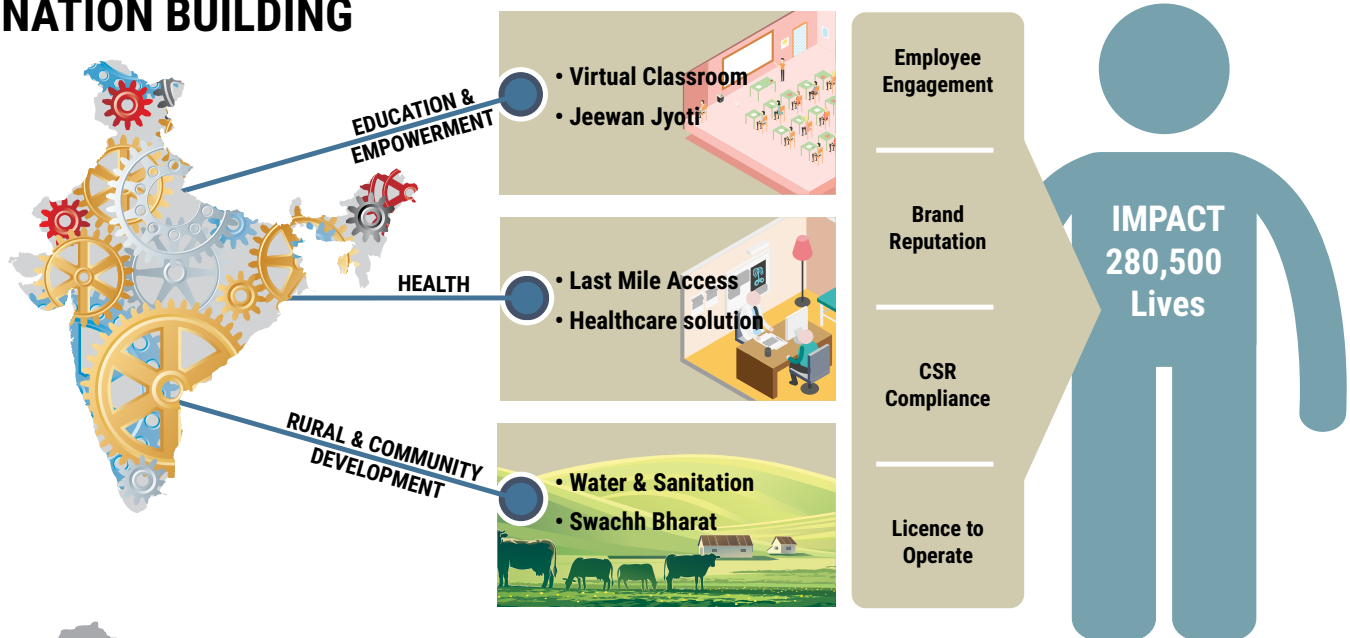 NATION BUILDING
EDUCATION &
EMPOWERMENT
• Virtual Classroom
• Jeewan Jyoti
HEALTH
• Last Mile Access
• Healthcare solution
RURAL & COMMUNITY
DEVELOPMENT
• Water & Sanitation
• Swachh Bharat
Employee
Engagement
Brand
Reputation
CSR
Compliance
Licence to
Operate
IMPACT
280,500
Lives